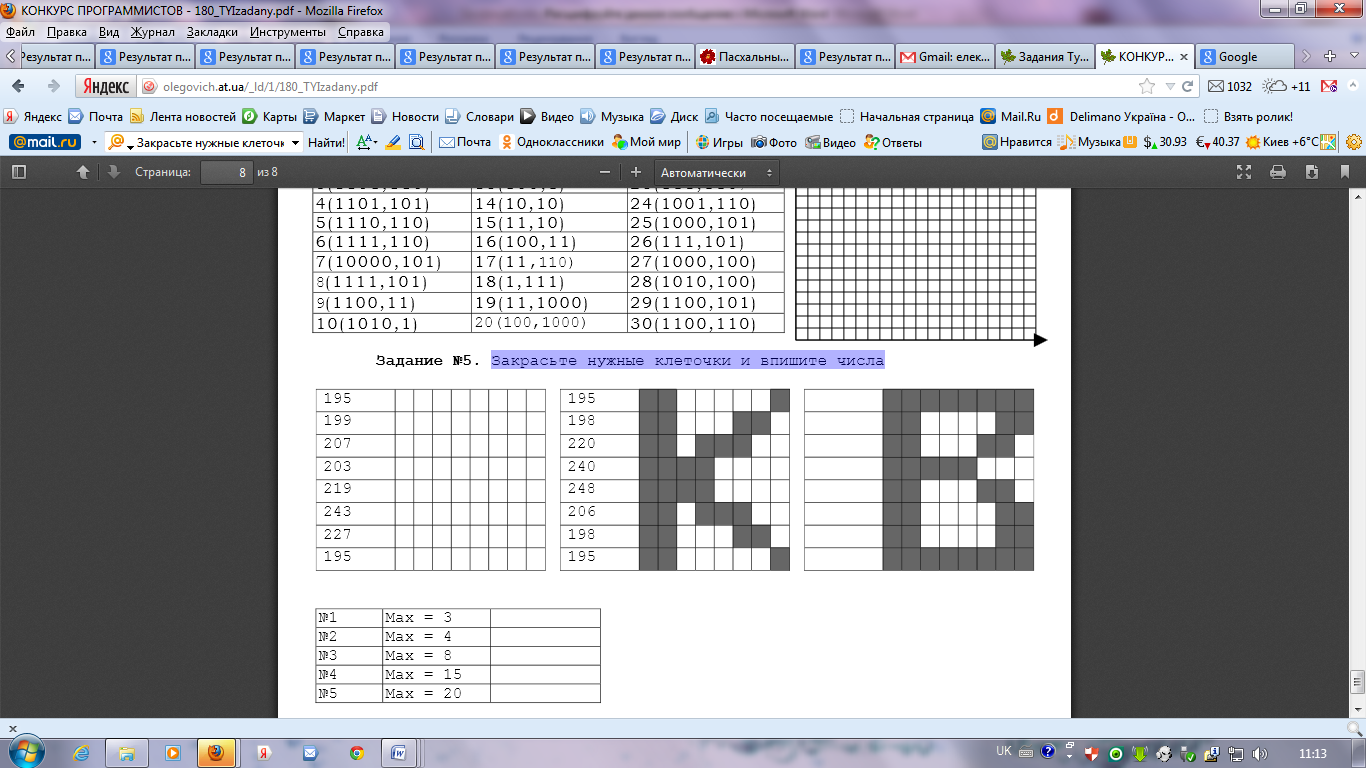 КОНКУРС ПРОГРАММИСТОВ - 180_TYIzadany.pdf - Mozilla Firefox
Файл Правка Вид Журнал Закладки Инструменты Справка
Результат п... Результат п... Результат п... Результат п... Результат п... Результат п... Результат п... Пасхальны... Результат п... Gmail: елек... Задания Ту... КОНКУР... Google
Яндекс olegovich.at.ua/_ld/1/180_TYIzadany.pdf 1032 +11
Яндекс Почта Лента новостей Карты Маркет Новости Словари Видео Музыка Диск Часто посещаемые Начальная страница Mail.Ru Delimano Україна - О... Взять ролик!
@mail.ru Закрасьте нужные клеточк Найти! Почта Одноклассники Мой мир Игры Фото Видео Ответы Нравится Музыка $ 30.93 € 40.37 Киев +6°C
Страница: 8 из 8 Автоматически
4(1101,101) 14(10,10) 24(1001,110)
5(1110,110) 15(11,10) 25(1000,101)
6(1111,110) 16(100,11) 26(111,101)
7(10000,101) 17(11,110) 27(1000,100)
8(1111,101) 18(1,111) 28(1010,100)
9(1100,11) 19(11,1000) 29(1100,101)
10(1010,1) 20(100,1000) 30(1100,110)
Задание №5. Закрасьте нужные клеточки и впишите числа
195 195
199 198
207 220
203 240
219 248
243 206
227 198
195 195
№1 Max = 3
№2 Max = 4
№3 Max = 8
№4 Max = 15
№5 Max = 20
UK 11:13